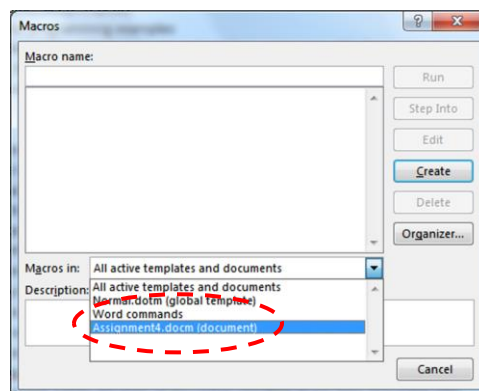 Macros
Macro name:
Run
Step Into
Edit
Create
Delete
Organizer...
Macros in: All active templates and documents
Description:
All active templates and documents
Normal.dotm (global template)
Word commands
Assignment4.docm (document)
Cancel